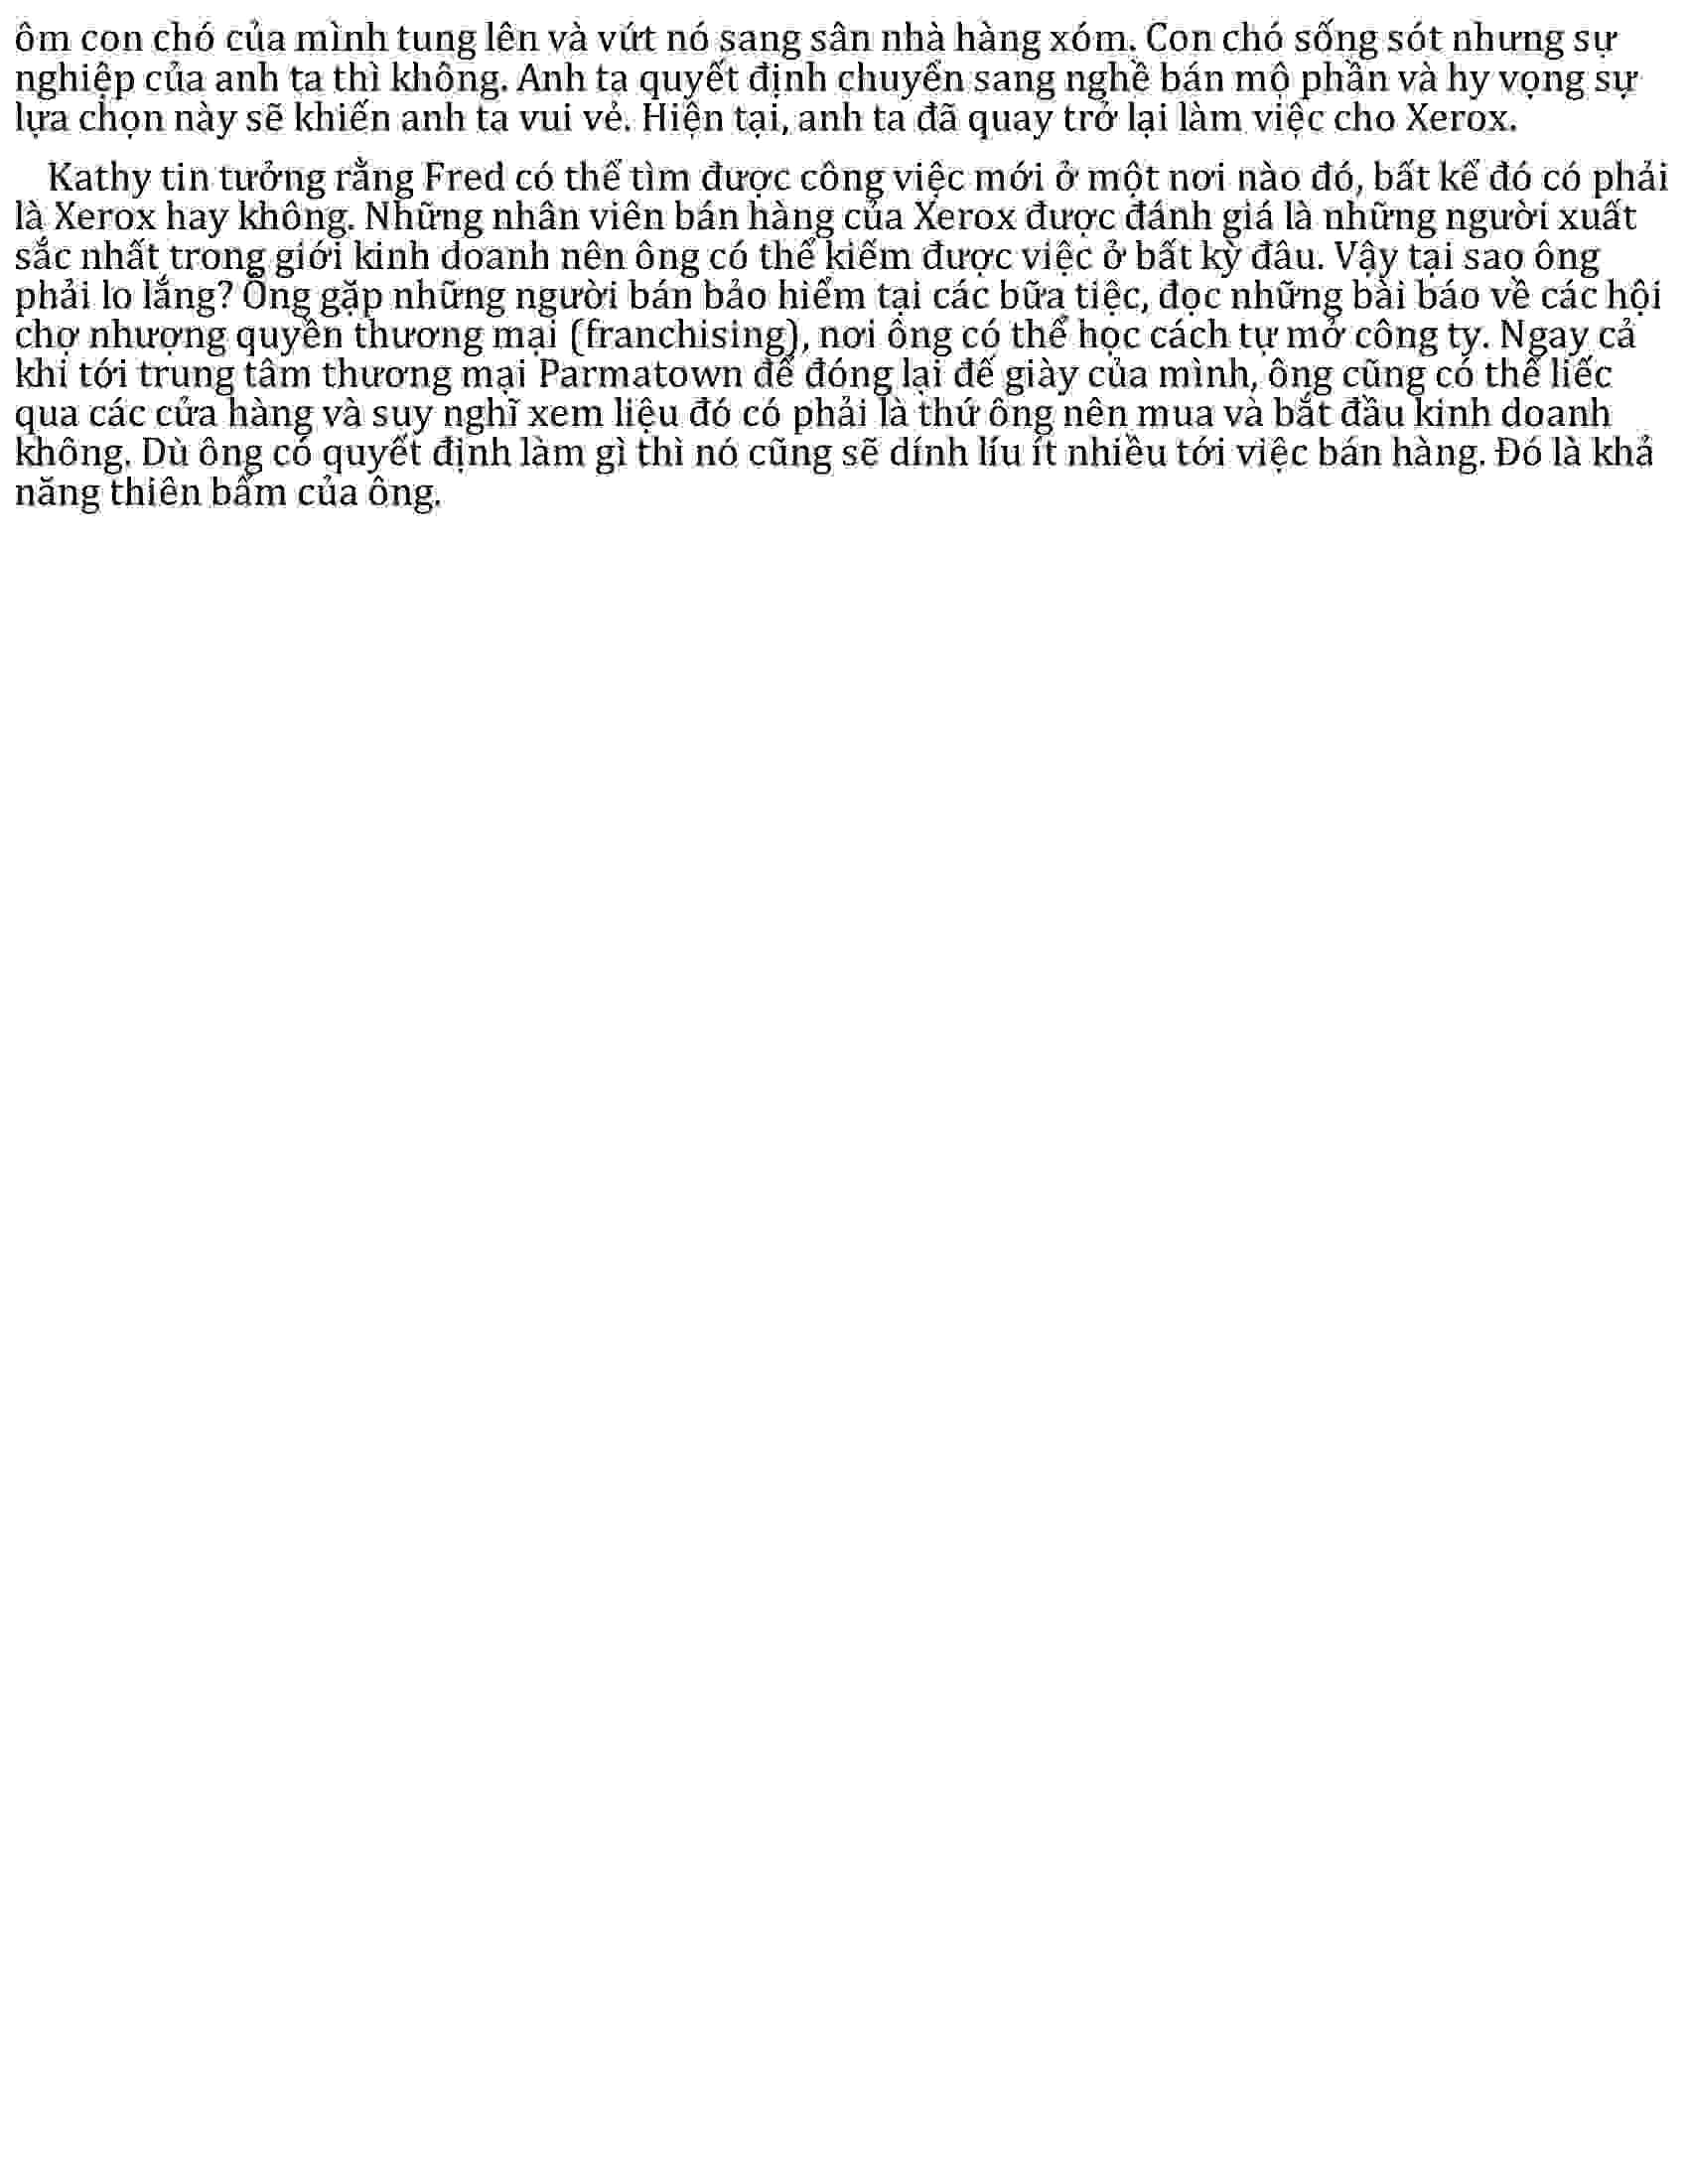 ôm con chó của mình tung lên và vứt nó sang sân nhà hàng xóm. Con chó sống sót nhưng sự
nghiệp của anh ta thì không. Anh ta quyết định chuyển sang nghề bán mộ phần và hy vọng sự
lựa chọn này sẽ khiến anh ta vui vẻ. Hiện tại, anh ta đã quay trở lại làm việc cho Xerox.
Kathy tin tưởng rằng Fred có thể tìm được công việc mới ở một nơi nào đó, bất kể đó có phải
là Xerox hay không. Những nhân viên bán hàng của Xerox được đánh giá là những người xuất
sắc nhất trong giới kinh doanh nên ông có thể kiếm được việc ở bất kỳ đâu. Vậy tại sao ông
phải lo lắng? Ông gặp những người bán bảo hiểm tại các bữa tiệc, đọc những bài báo về các hội
chợ nhượng quyền thương mại (franchising), nơi ông có thể học cách tự mở công ty. Ngay cả
khi tới trung tâm thương mại Parmatown để đóng lại đế giày của mình, ông cũng có thể liếc
qua các cửa hàng và suy nghĩ xem liệu đó có phải là thứ ông nên mua và bắt đầu kinh doanh
không. Dù ông có quyết định làm gì thì nó cũng sẽ dính líu ít nhiều tới việc bán hàng. Đó là khả
năng thiên bẩm của ông.